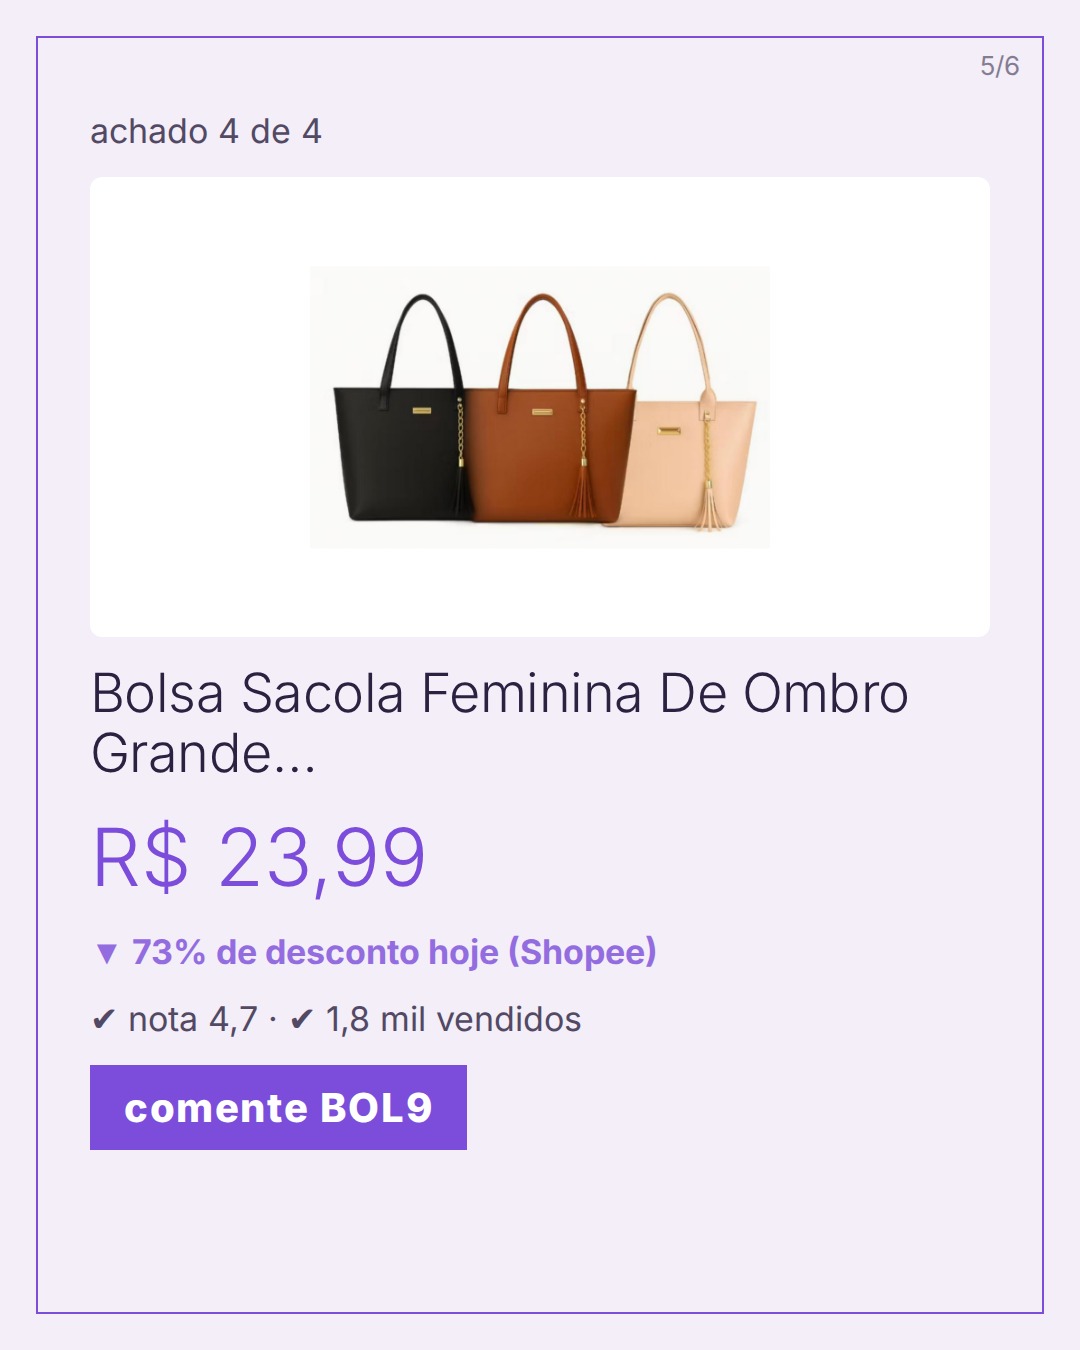 5/6
achado 4 de 4
Bolsa Sacola Feminina De Ombro
Grande...
R$ 23,99
▼ 73% de desconto hoje (Shopee)
✔ nota 4,7 · ✔ 1,8 mil vendidos
comente BOL9